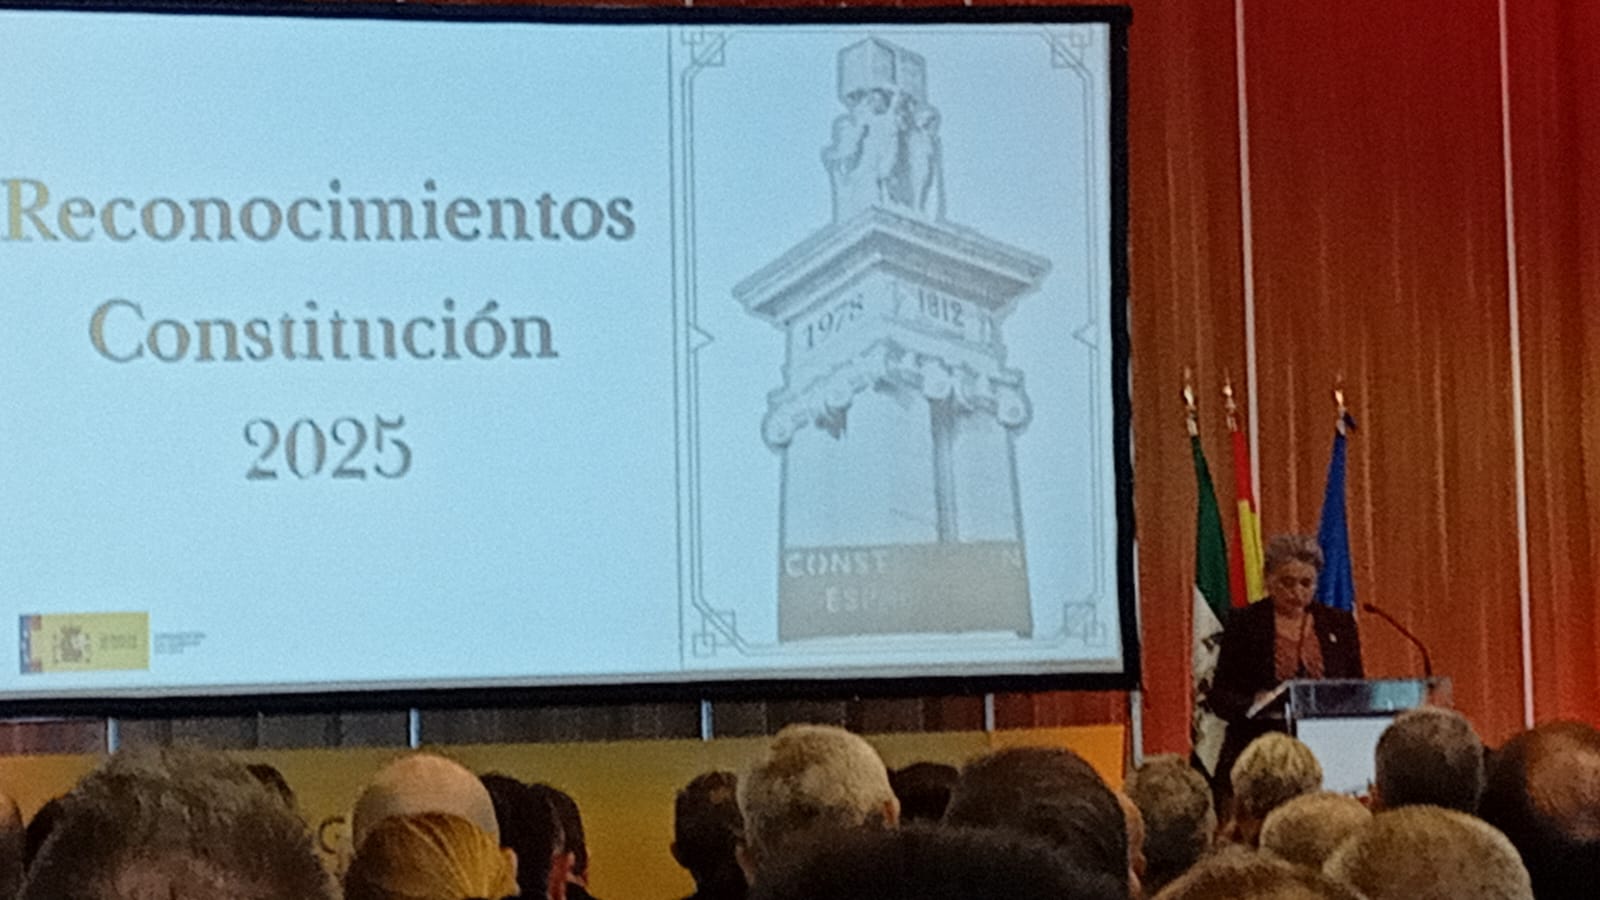 Reconocimientos
Constitución
2025
1978
1812
CONST
N
ESPA